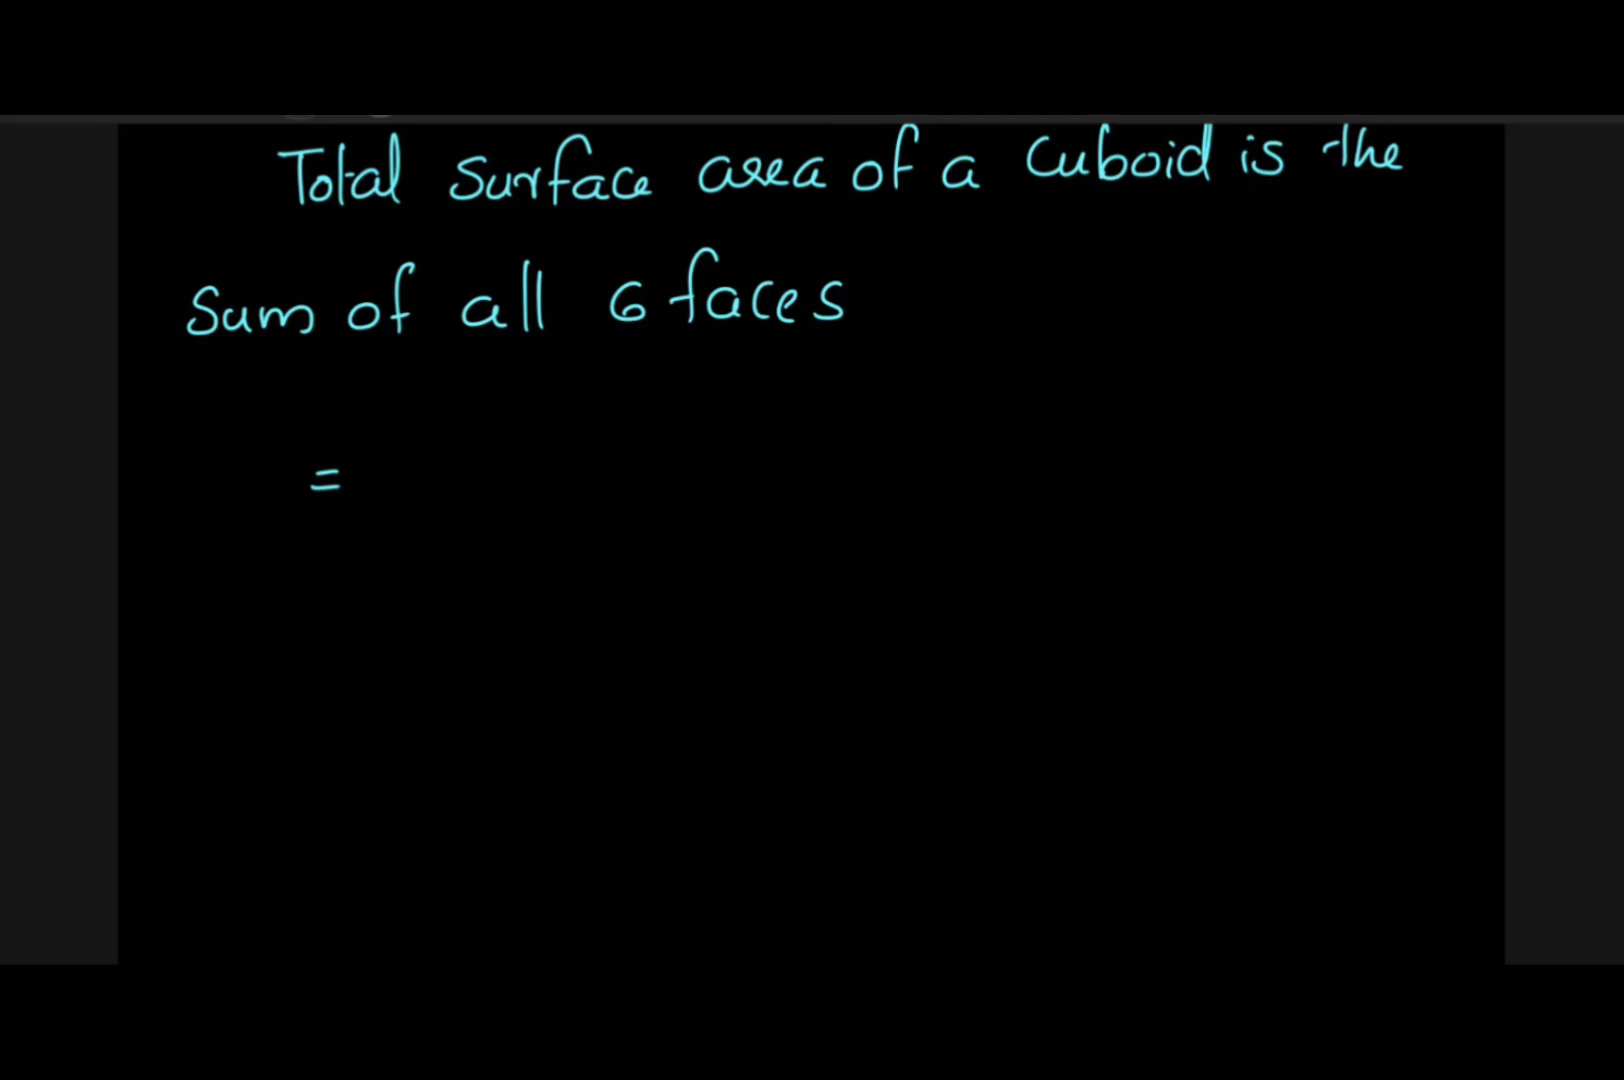 Total surface area of a cuboid is the
Sum of all 6 faces
=